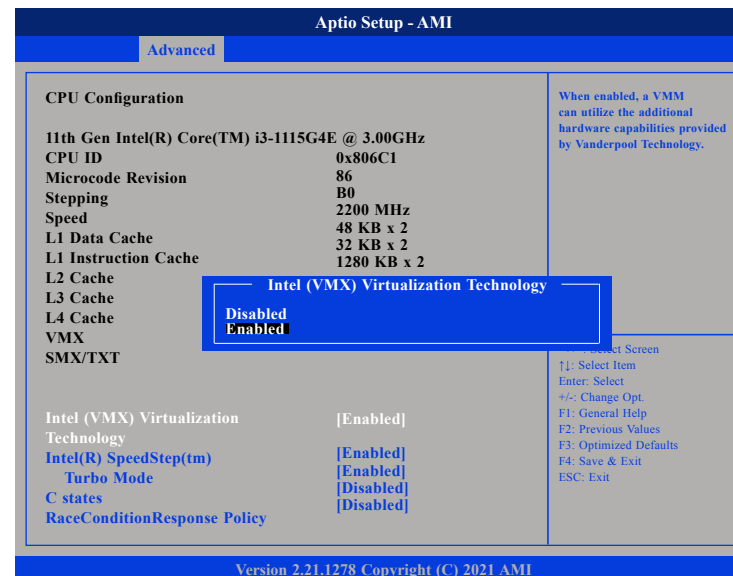 Aptio Setup - AMI
Advanced
CPU Configuration
11th Gen Intel(R) Core(TM) i3-1115G4E @ 3.00GHz
CPU ID 0x806C1
Microcode Revision 86
Stepping B0
Speed 2200 MHz
L1 Data Cache 48 KB x 2
L1 Instruction Cache 32 KB x 2
L2 Cache 1280 KB x 2
L3 Cache
L4 Cache
VMX
SMX/TXT
Intel (VMX) Virtualization Technology
Disabled
Enabled
Intel (VMX) Virtualization [Enabled]
Technology
Intel(R) SpeedStep(tm) [Enabled]
Turbo Mode [Enabled]
C states [Disabled]
RaceConditionResponse Policy [Disabled]
When enabled, a VMM
can utilize the additional
hardware capabilities provided
by Vanderpool Technology.
Select Screen
↑↓: Select Item
Enter: Select
+/-: Change Opt.
F1: General Help
F2: Previous Values
F3: Optimized Defaults
F4: Save & Exit
ESC: Exit
Version 2.21.1278 Copyright (C) 2021 AMI